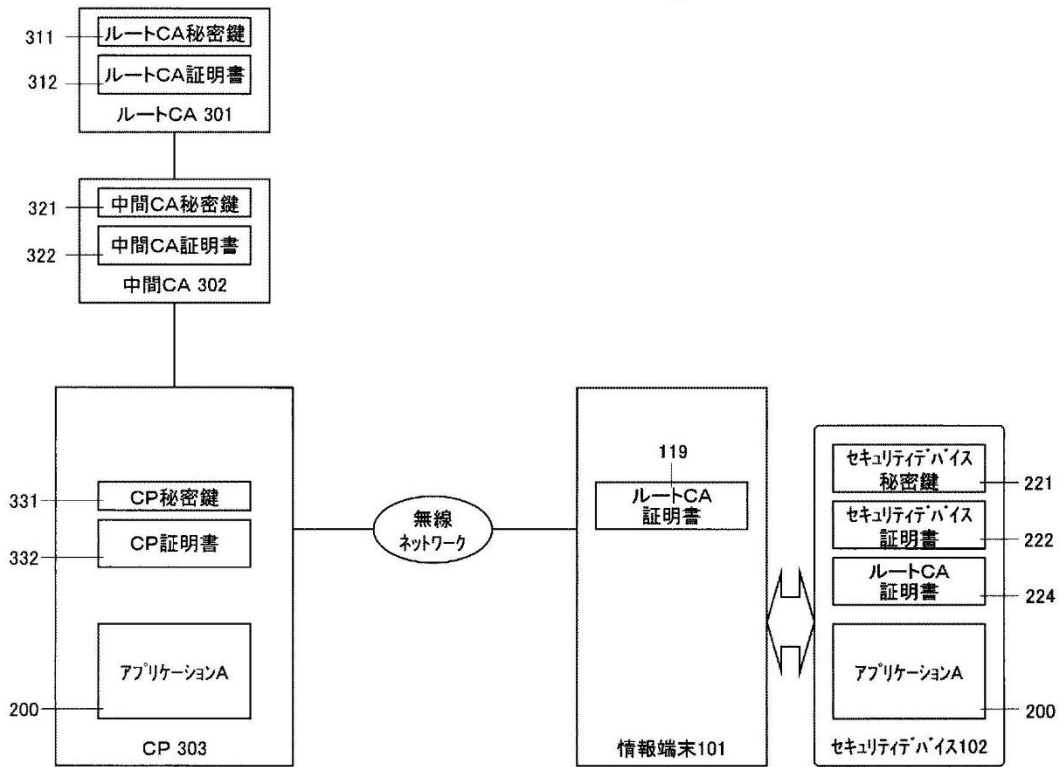 311
ルートCA秘密鍵
312
ルートCA証明書
ルートCA 301
321
中間CA秘密鍵
322
中間CA証明書
中間CA 302
331
CP秘密鍵
332
CP証明書
200
アプリケーションA
CP 303
無線
ネットワーク
119
ルートCA
証明書
情報端末101
セキュリティデバイス
秘密鍵
221
セキュリティデバイス
証明書
222
ルートCA
証明書
224
アプリケーションA
200
セキュリティデバイス102